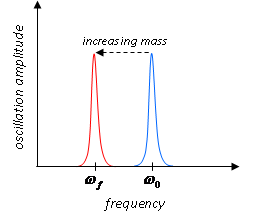 increasing mass
oscillation amplitude
ω_f ω_0
frequency